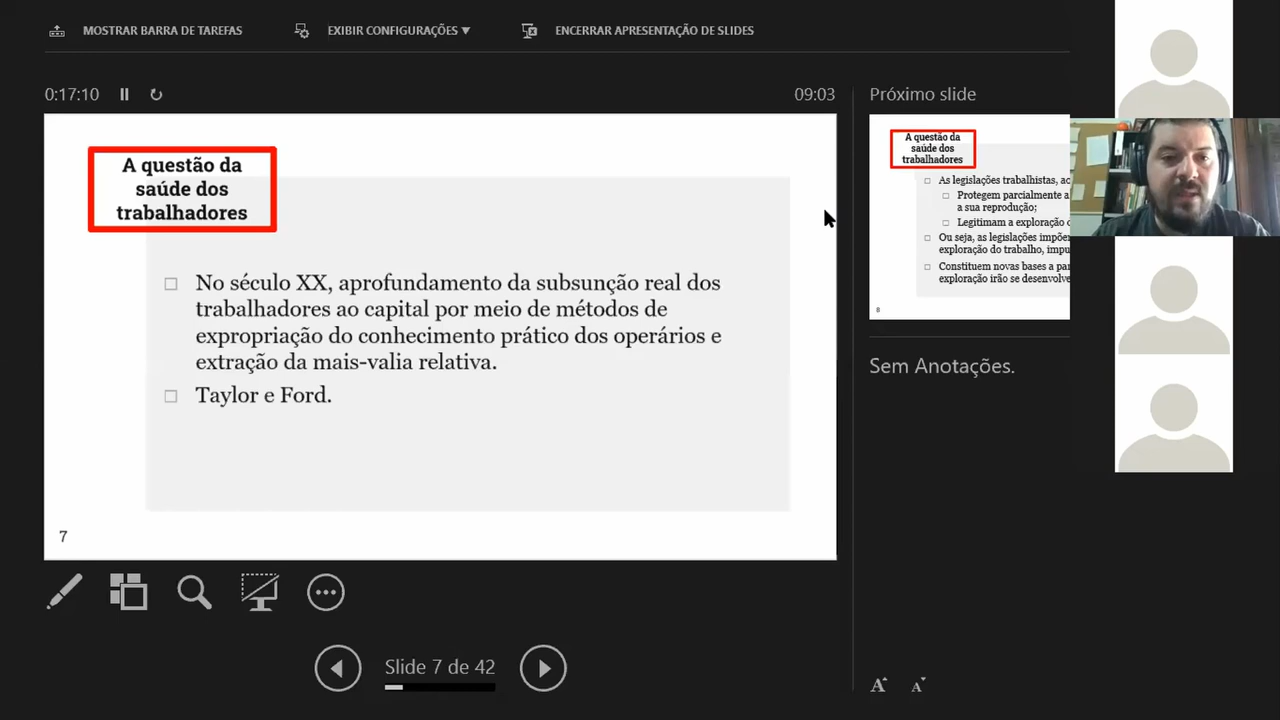 MOSTRAR BARRA DE TAREFAS
EXIBIR CONFIGURAÇÕES ▼
ENCERRAR APRESENTAÇÃO DE SLIDES
0:17:10
09:03
A questão da
saúde dos
trabalhadores
No século XX, aprofundamento da subsunção real dos
trabalhadores ao capital por meio de métodos de
expropriação do conhecimento prático dos operários e
extração da mais-valia relativa.
Taylor e Ford.
7
Slide 7 de 42
Próximo slide
A questão da
saúde dos
trabalhadores
As legislações trabalhistas, ao
Protegem parcialmente a
a sua reprodução;
Legitimam a exploração
Ou seja, as legislações impõe
exploração do trabalho, impu
Constituem novas bases a par
exploração irão se desenvolve
8
Sem Anotações.
A A